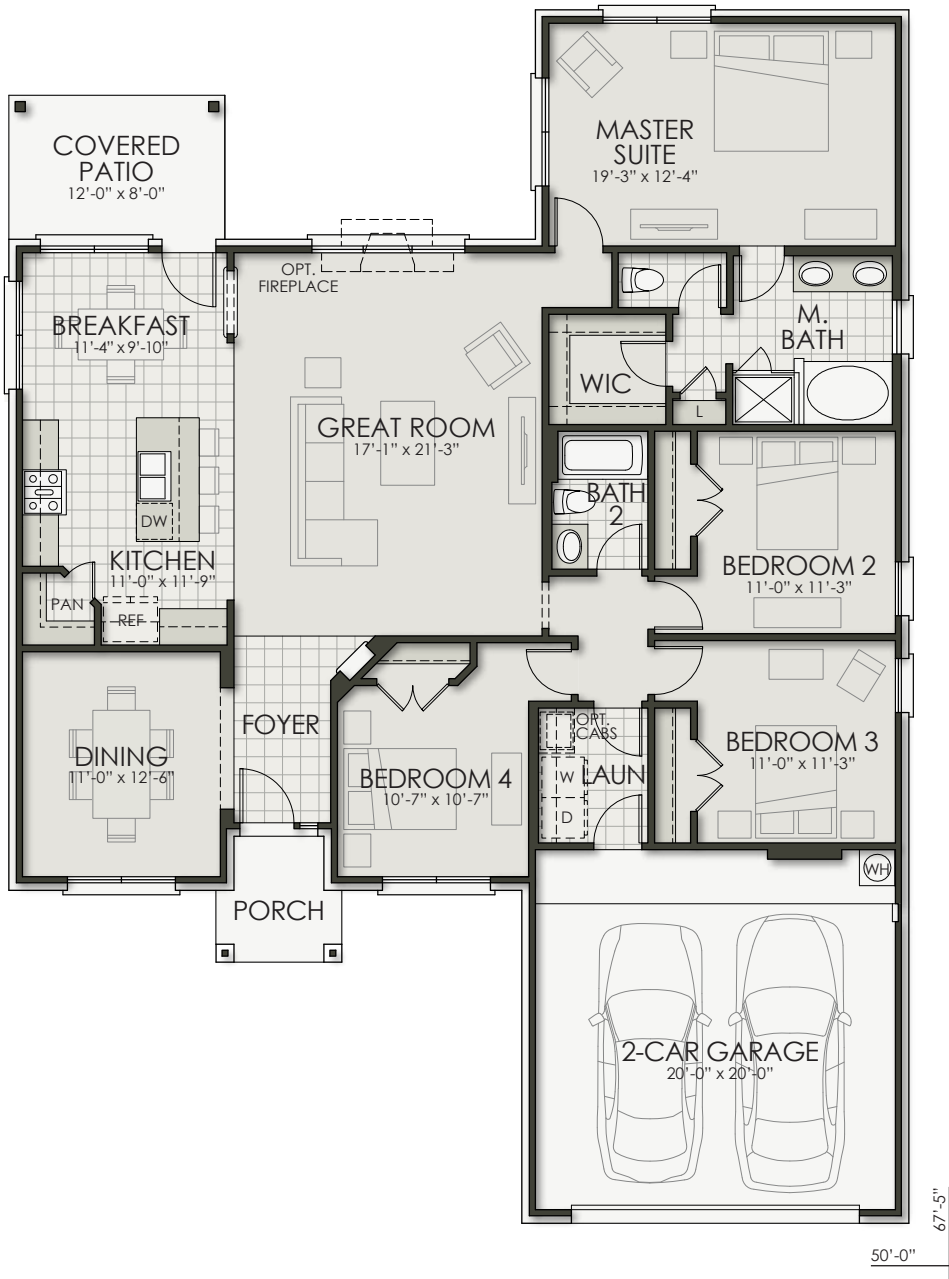 MASTER
SUITE
19'-3" x 12'-4"
COVERED
PATIO
12'-0" x 8'-0"
OPT.
FIREPLACE
BREAKFAST
11'-4" x 9'-10"
M.
BATH
WIC
L
GREAT ROOM
17'-1" x 21'-3"
BATH
2
DW
KITCHEN
11'-0" x 11'-9"
BEDROOM 2
11'-0" x 11'-3"
PAN
REF
FOYER
OPT.
CABS
DINING
11'-0" x 12'-6"
BEDROOM 3
11'-0" x 11'-3"
BEDROOM 4
10'-7" x 10'-7"
W
LAUN
D
WH
PORCH
2-CAR GARAGE
20'-0" x 20'-0"
67'-5"
50'-0"